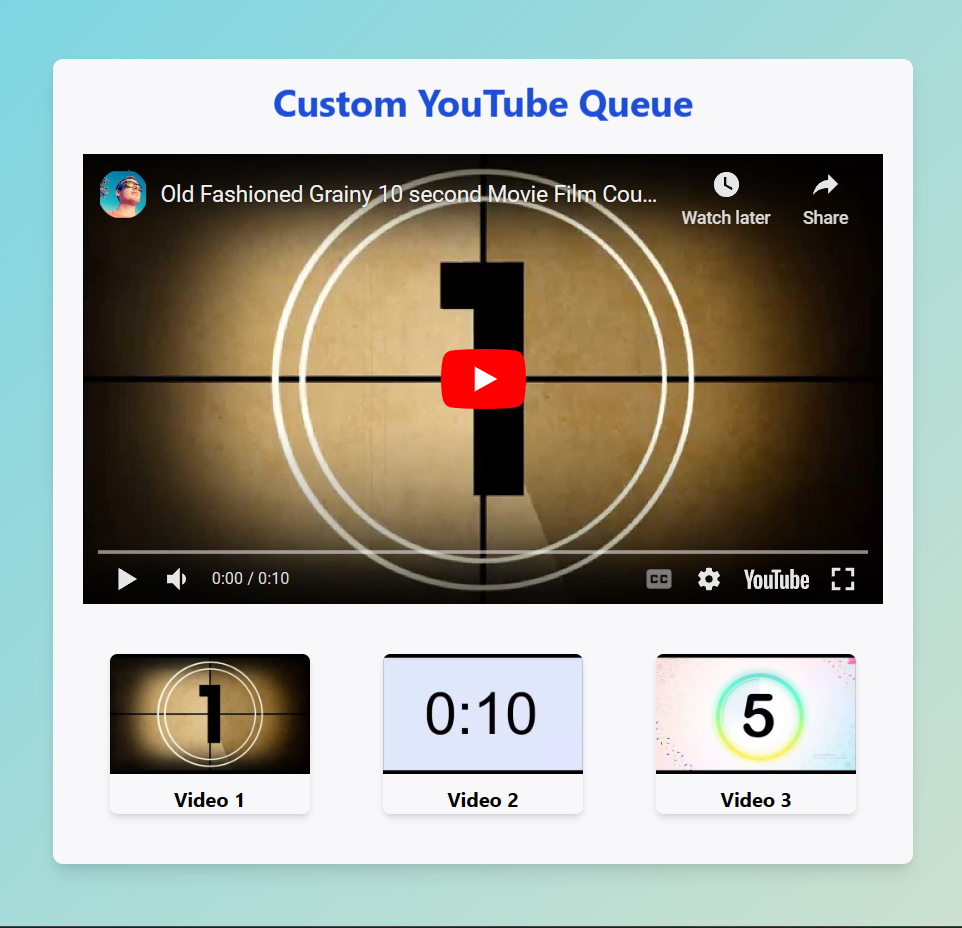 Custom YouTube Queue
Old Fashioned Grainy 10 second Movie Film Cou...
Watch later
Share
1
0:00 / 0:10
CC
YouTube
1
0:10
5
Video 1
Video 2
Video 3